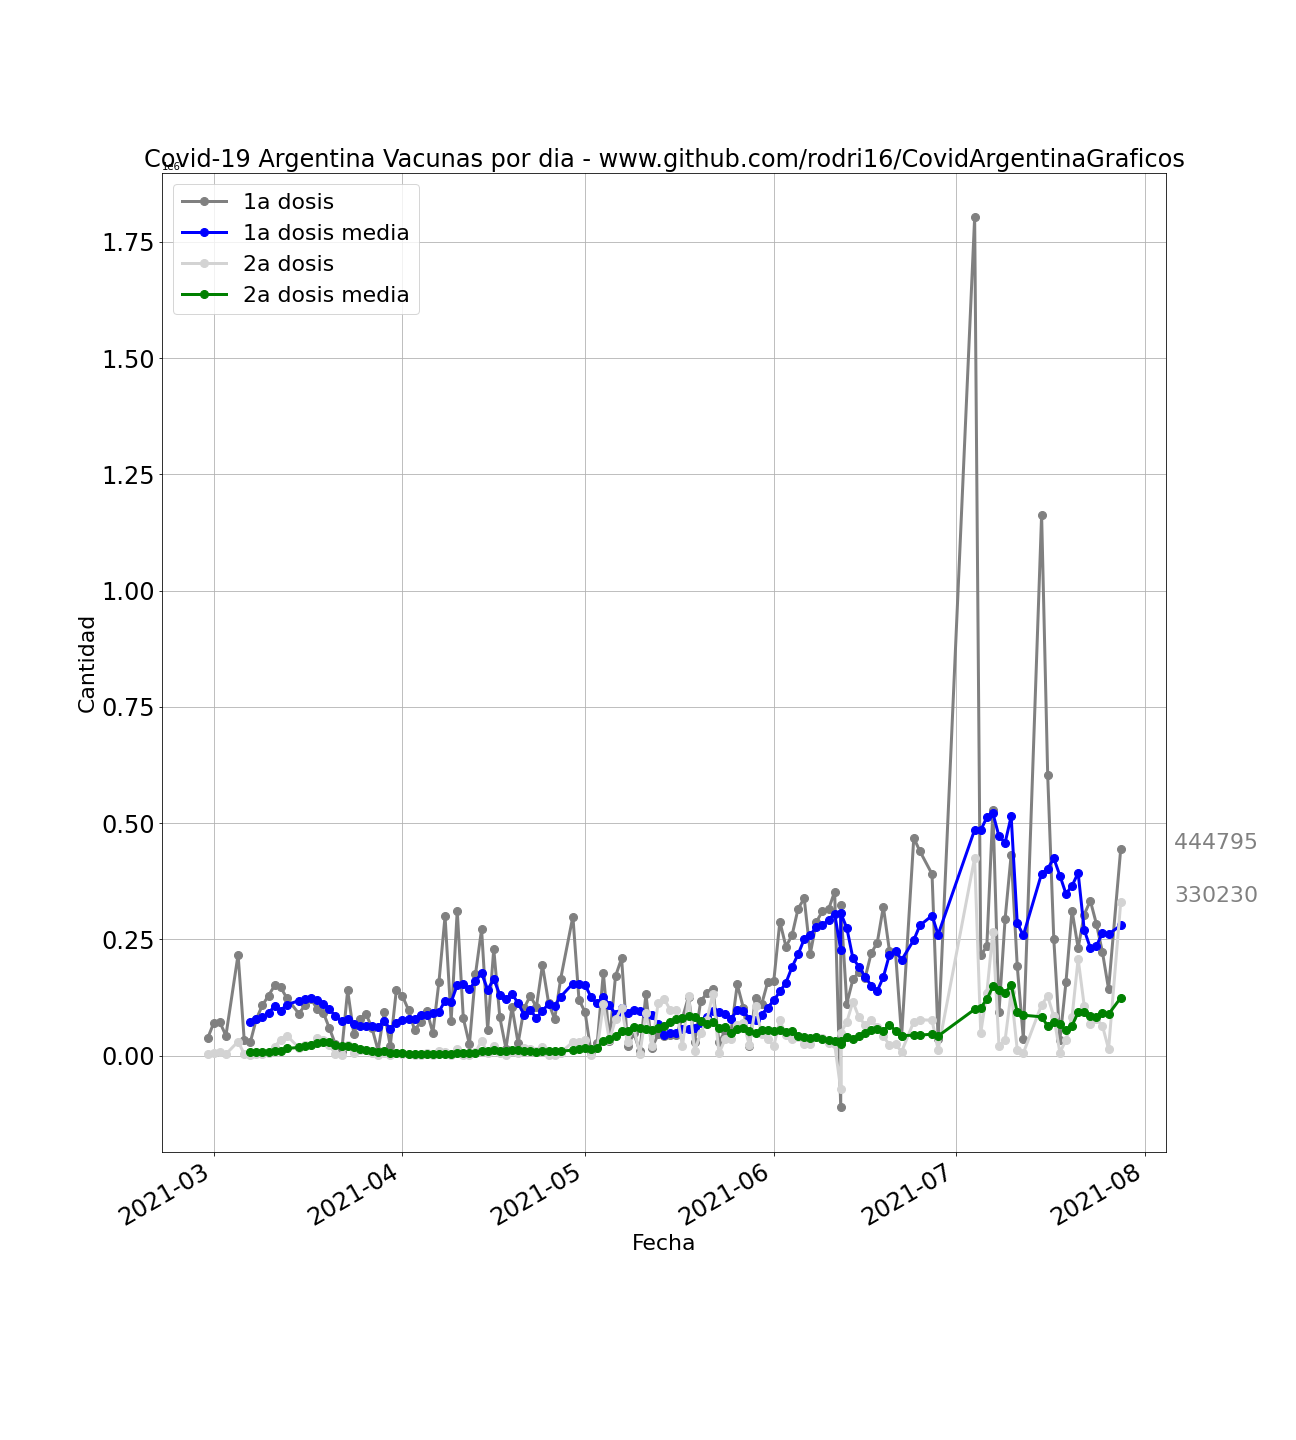 Covid-19 Argentina Vacunas por dia - www.github.com/rodri16/CovidArgentinaGraficos
1e6
1a dosis
1a dosis media
2a dosis
2a dosis media
1.75
1.50
1.25
1.00
0.75
0.50
0.25
0.00
Cantidad
444795
330230
2021-03
2021-04
2021-05
2021-06
2021-07
2021-08
Fecha